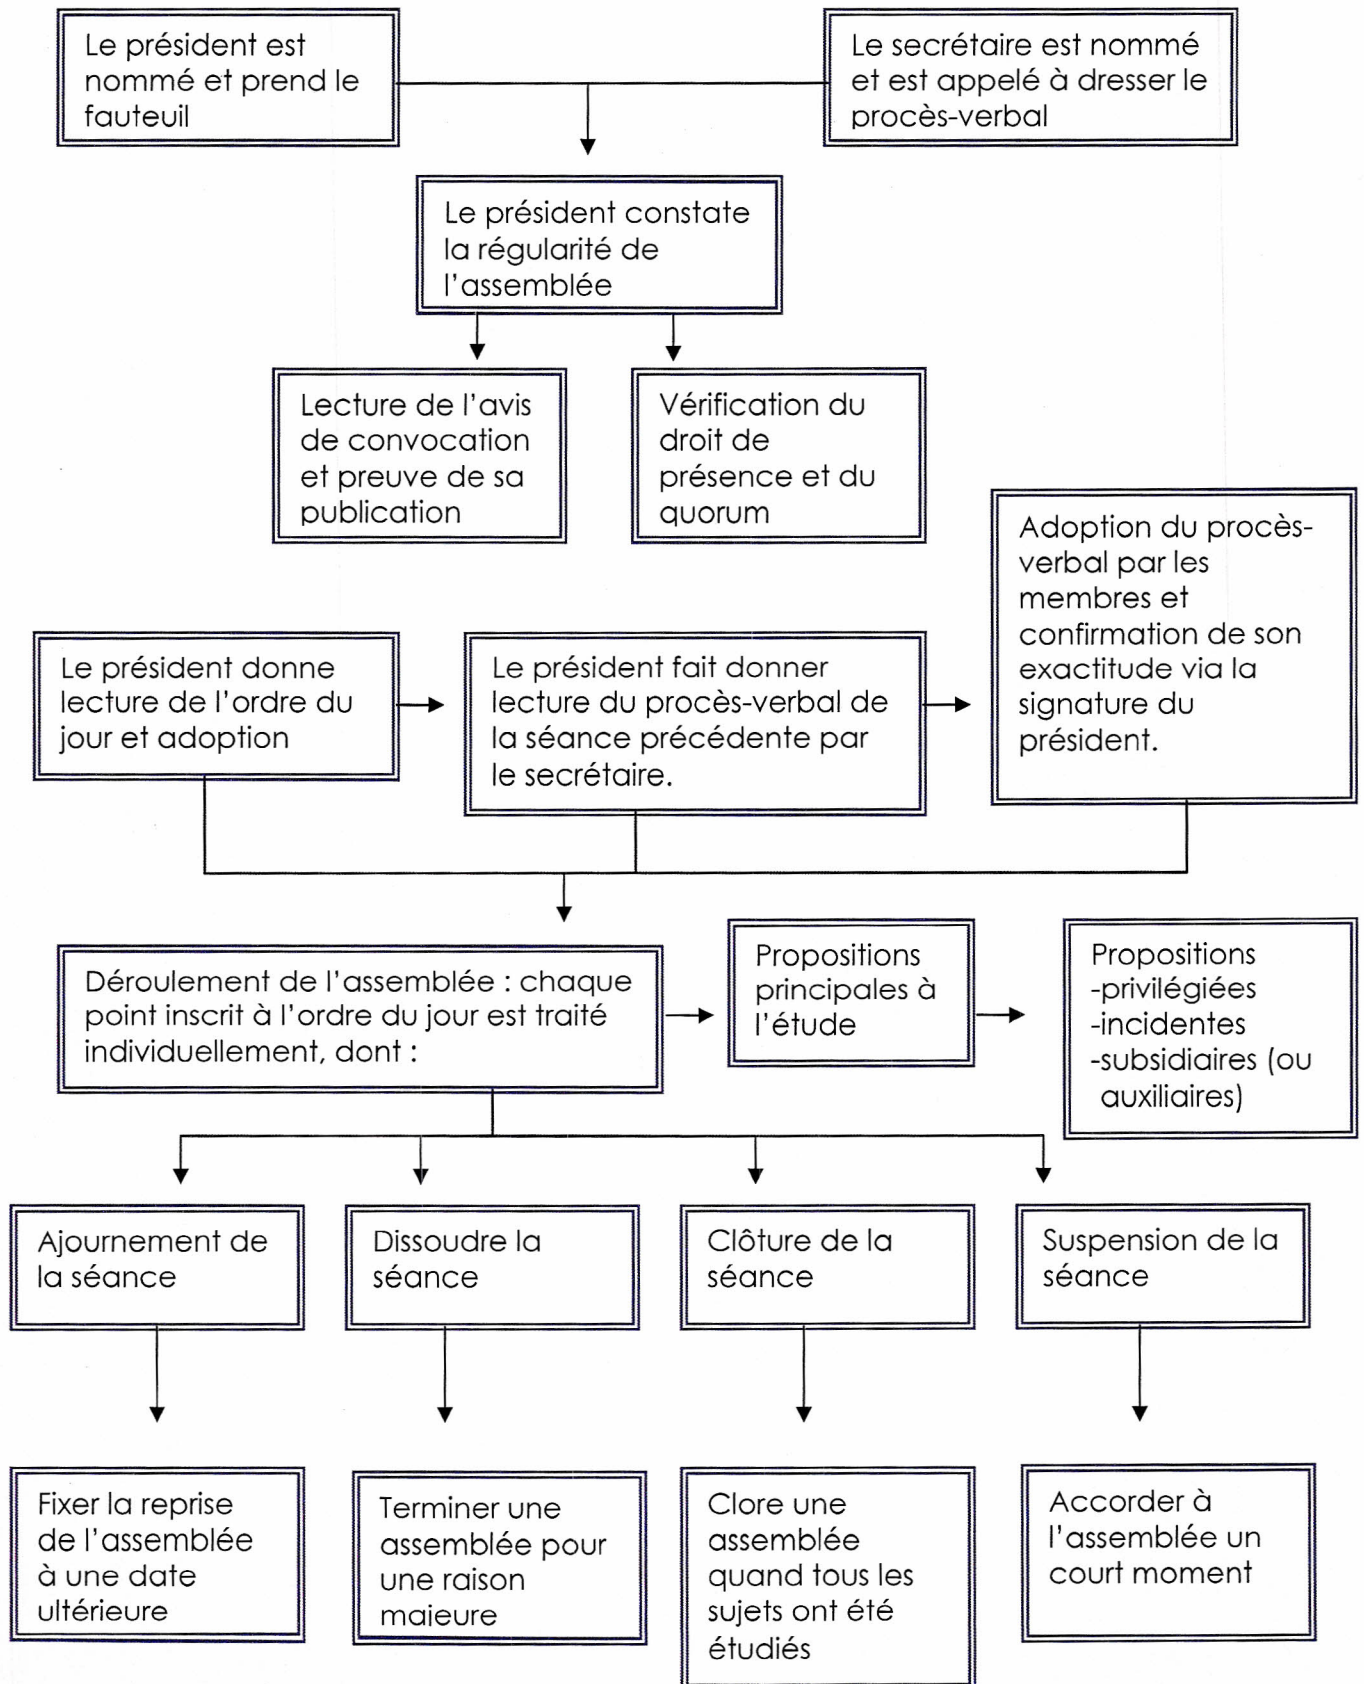 Le président est
nommé et prend le
fauteuil
Le secrétaire est nommé
et est appelé à dresser le
procès-verbal
Le président constate
la régularité de
l'assemblée
Lecture de l'avis
de convocation
et preuve de sa
publication
Vérification du
droit de
présence et du
quorum
Le président donne
lecture de l'ordre du
jour et adoption
Le président fait donner
lecture du procès-verbal de
la séance précédente par
le secrétaire.
Adoption du procès-
verbal par les
membres et
confirmation de son
exactitude via la
signature du
président.
Déroulement de l'assemblée : chaque
point inscrit à l'ordre du jour est traité
individuellement, dont :
Propositions
principales à
l'étude
Propositions
-privilégiées
-incidentes
-subsidiaires (ou
auxiliaires)
Ajournement de
la séance
Dissoudre la
séance
Clôture de la
séance
Suspension de la
séance
Fixer la reprise
de l'assemblée
à une date
ultérieure
Terminer une
assemblée pour
une raison
majeure
Clore une
assemblée
quand tous les
sujets ont été
étudiés
Accorder à
l'assemblée un
court moment